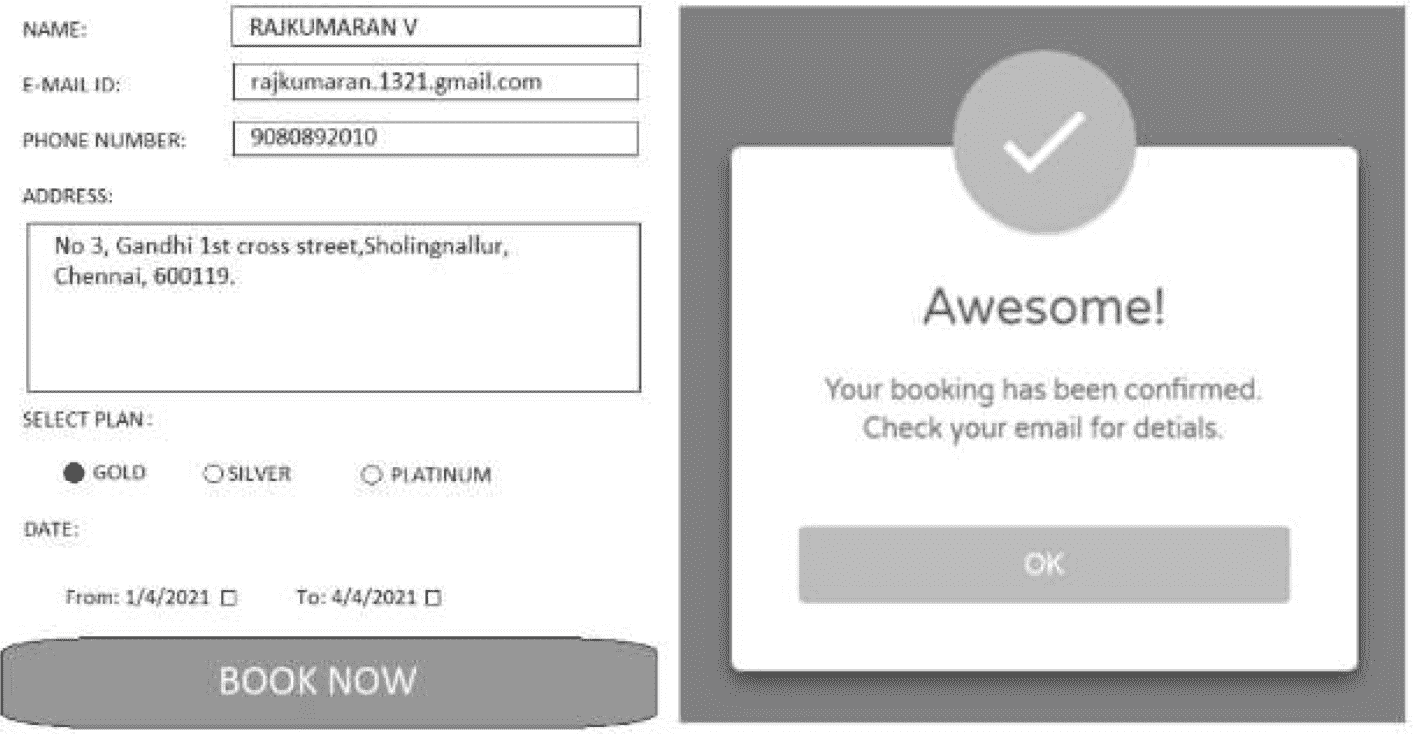 NAME: RAJKUMARAN V
E-MAIL ID: rajkumaran.1321.gmail.com
PHONE NUMBER: 9080892010
ADDRESS:
No 3, Gandhi 1st cross street,Sholingnallur,
Chennai, 600119.
SELECT PLAN :
GOLD SILVER PLATINUM
DATE:
From: 1/4/2021 To: 4/4/2021
BOOK NOW
Awesome!
Your booking has been confirmed.
Check your email for detials.
OK